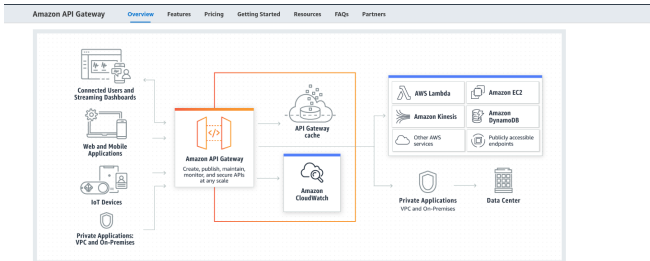 Amazon API Gateway
Overview
Features
Pricing
Getting Started
Resources
FAQs
Partners
Connected Users and
Streaming Dashboards
Web and Mobile
Applications
IoT Devices
Private Applications:
VPC and On-Premises
Amazon API Gateway
Create, publish, maintain,
monitor, and secure APIs
at any scale
API Gateway
cache
Amazon
CloudWatch
AWS Lambda
Amazon EC2
Amazon Kinesis
Amazon
DynamoDB
Other AWS
services
Publicly accessible
endpoints
Private Applications
VPC and On-Premises
Data Center